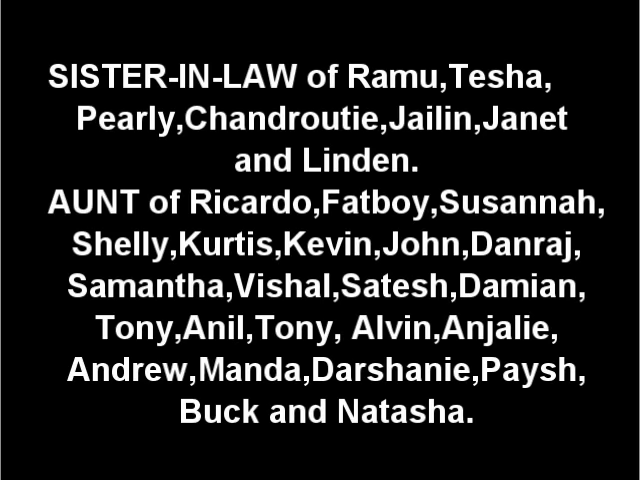 SISTER-IN-LAW of Ramu,Tesha,
Pearly,Chandroutie,Jailin,Janet
and Linden.
AUNT of Ricardo,Fatboy,Susannah,
Shelly,Kurtis,Kevin,John,Danraj,
Samantha,Vishal,Satesh,Damian,
Tony,Anil,Tony, Alvin,Anjalie,
Andrew,Manda,Darshanie,Paysh,
Buck and Natasha.